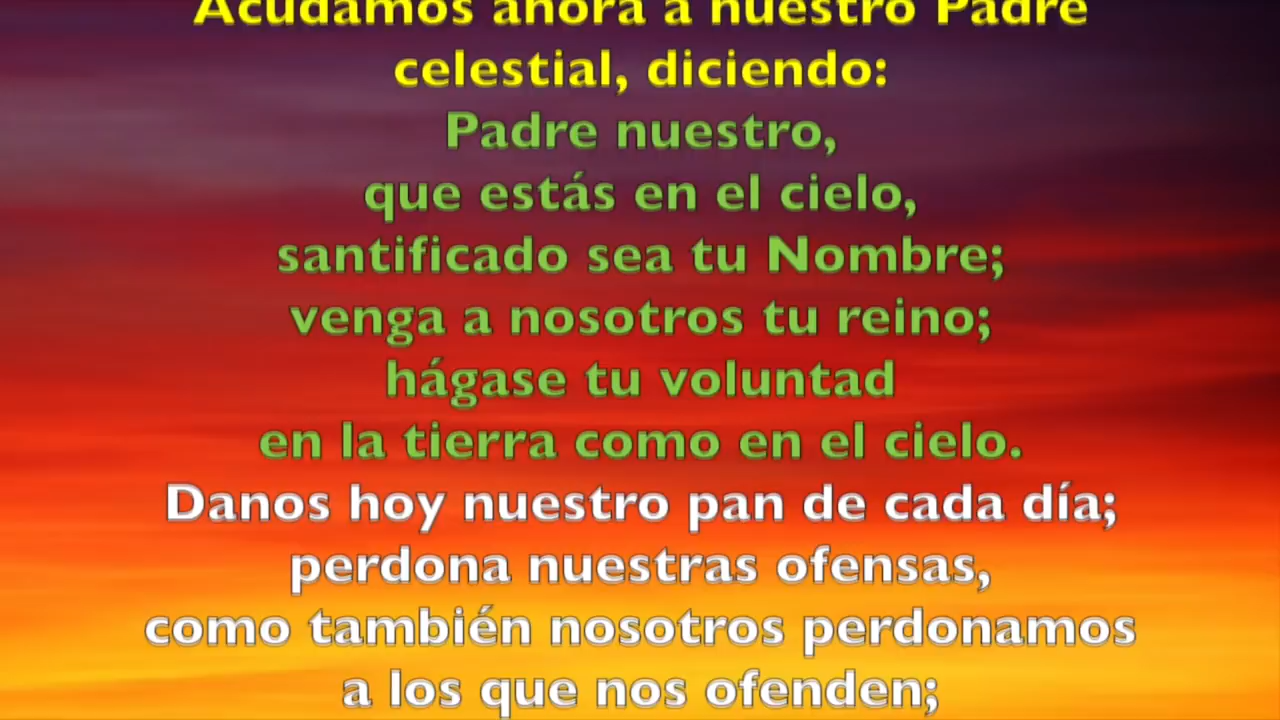 Acudamos ahora a nuestro Padre
celestial, diciendo:
Padre nuestro,
que estás en el cielo,
santificado sea tu Nombre;
venga a nosotros tu reino;
hágase tu voluntad
en la tierra como en el cielo.
Danos hoy nuestro pan de cada día;
perdona nuestras ofensas,
como también nosotros perdonamos
a los que nos ofenden;